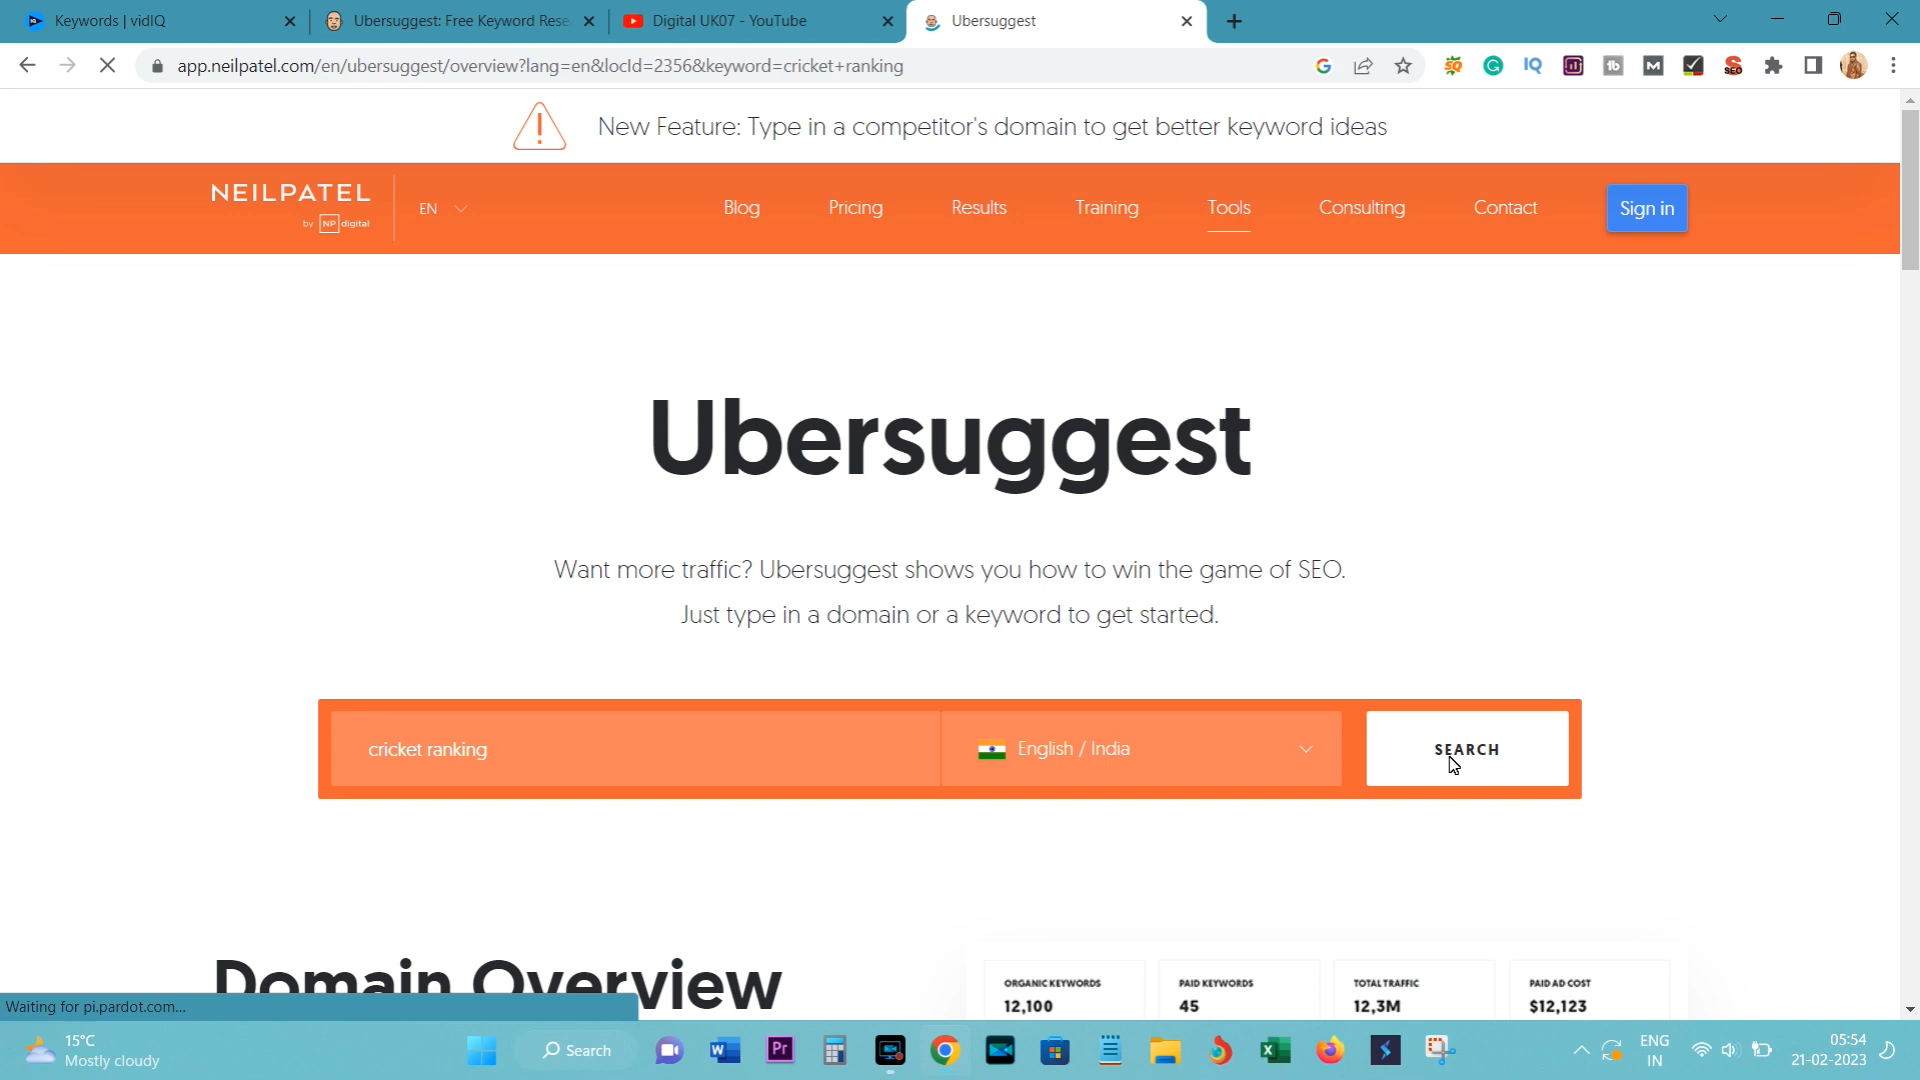 Keywords | vidIQ
Ubersuggest: Free Keyword Rese
Digital UK07 - YouTube
Ubersuggest
app.neilpatel.com/en/ubersuggest/overview?lang=en&locId=2356&keyword=cricket+ranking
New Feature: Type in a competitor's domain to get better keyword ideas
NEILPATEL
by NP digital
EN
Blog
Pricing
Results
Training
Tools
Consulting
Contact
Sign in
Ubersuggest
Want more traffic? Ubersuggest shows you how to win the game of SEO.
Just type in a domain or a keyword to get started.
cricket ranking
English / India
SEARCH
Domain Overview
ORGANIC KEYWORDS
12,100
PAID KEYWORDS
45
TOTAL TRAFFIC
12,3M
PAID AD COST
$12,123
Waiting for pi.pardot.com...
15°C
Mostly cloudy
Search
ENG
IN
05:54
21-02-2023